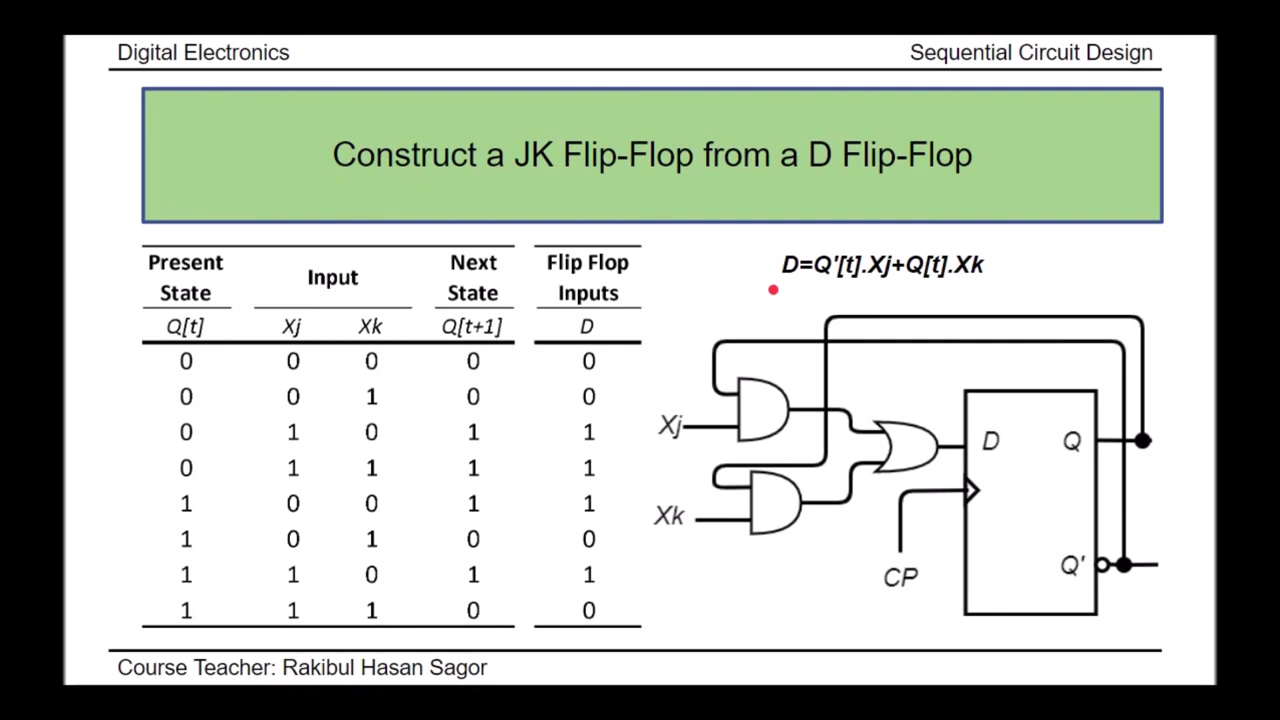 Digital Electronics
Sequential Circuit Design
Construct a JK Flip-Flop from a D Flip-Flop
Present State
Input
Next State
Flip Flop Inputs
Q[t] Xj Xk Q[t+1] D
0 0 0 0 0
0 0 1 0 0
0 1 0 1 1
0 1 1 1 1
1 0 0 1 1
1 0 1 0 0
1 1 0 1 1
1 1 1 0 0
D=Q'[t].Xj+Q[t].Xk
Xj
D
Q
Xk
CP
Q'
Course Teacher: Rakibul Hasan Sagor